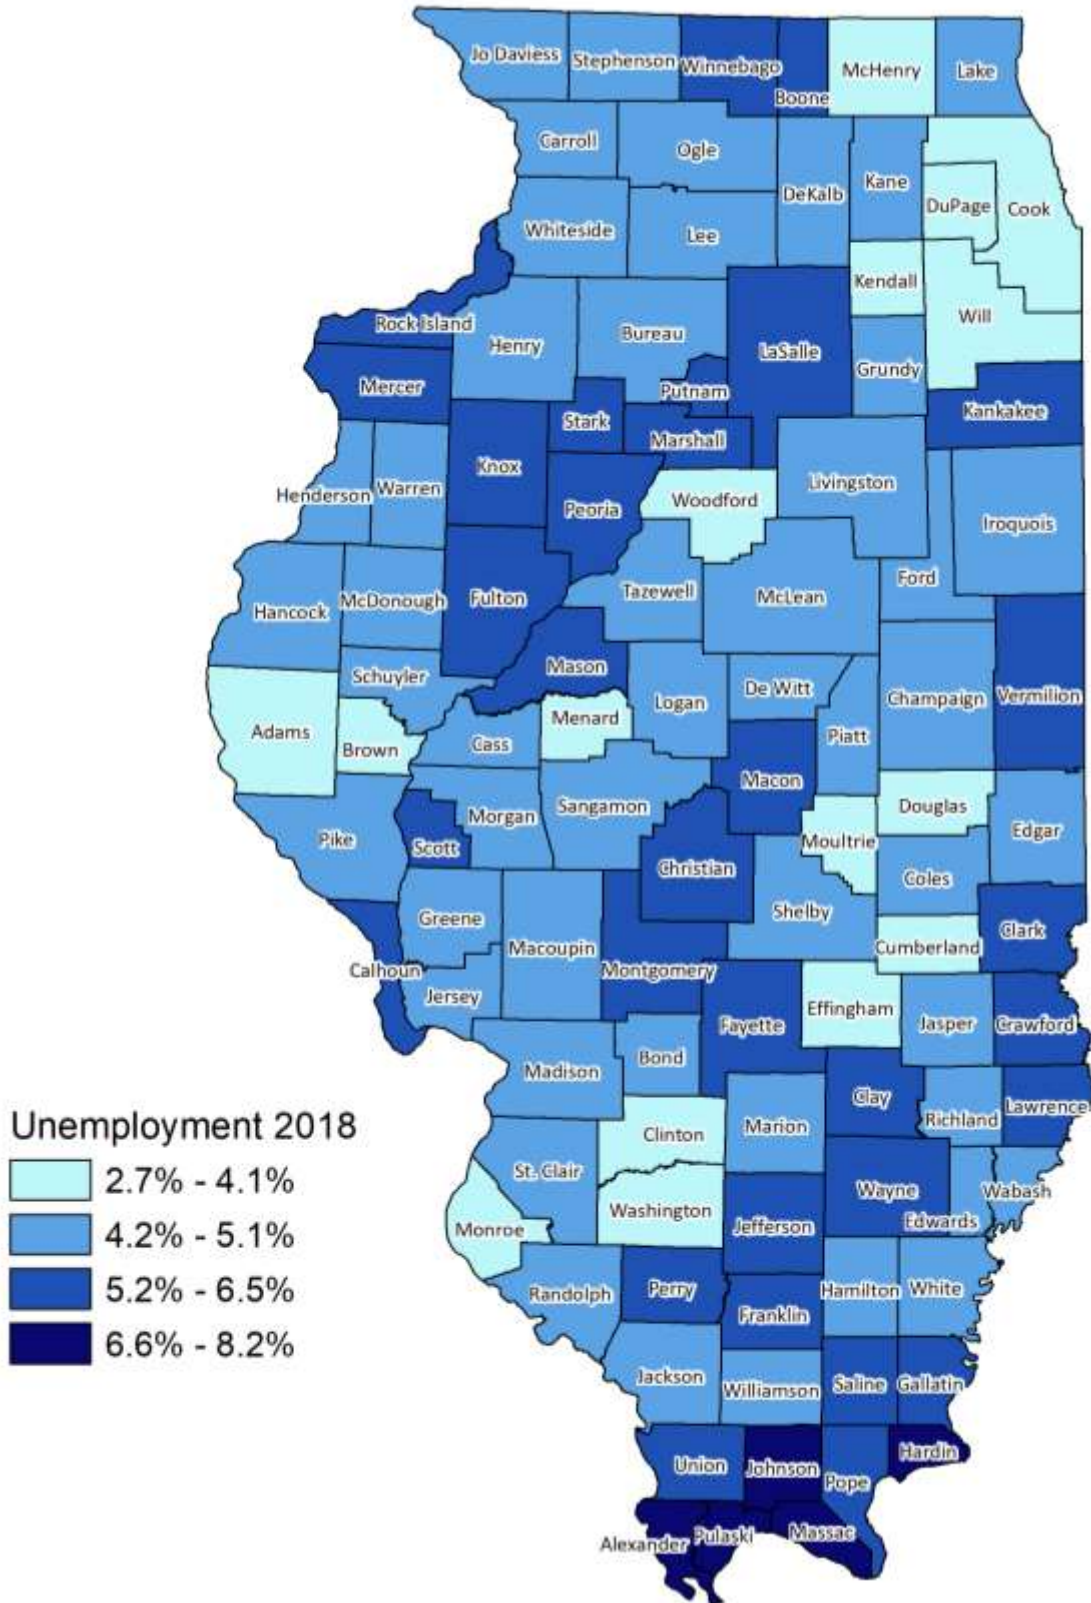 Jo Daviess
Stephenson
Winnebago
Boone
McHenry
Lake
Carroll
Ogle
DeKalb
Kane
DuPage
Cook
Whiteside
Lee
Kendall
Will
Rock Island
Henry
Bureau
LaSalle
Grundy
Mercer
Putnam
Kankakee
Stark
Marshall
Knox
Henderson
Warren
Peoria
Woodford
Livingston
Iroquois
Ford
Hancock
McDonough
Fulton
Tazewell
McLean
Schuyler
Mason
Logan
De Witt
Champaign
Vermilion
Adams
Brown
Cass
Menard
Piatt
Macon
Douglas
Pike
Scott
Morgan
Sangamon
Moultrie
Edgar
Christian
Coles
Greene
Macoupin
Shelby
Clark
Calhoun
Jersey
Montgomery
Cumberland
Fayette
Effingham
Jasper
Crawford
Madison
Bond
Clay
Richland
Lawrence
Clinton
Marion
St. Clair
Wayne
Edwards
Wabash
Monroe
Washington
Jefferson
Randolph
Perry
Franklin
Hamilton
White
Jackson
Williamson
Saline
Gallatin
Union
Johnson
Pope
Hardin
Alexander
Pulaski
Massac
Unemployment 2018
2.7% - 4.1%
4.2% - 5.1%
5.2% - 6.5%
6.6% - 8.2%